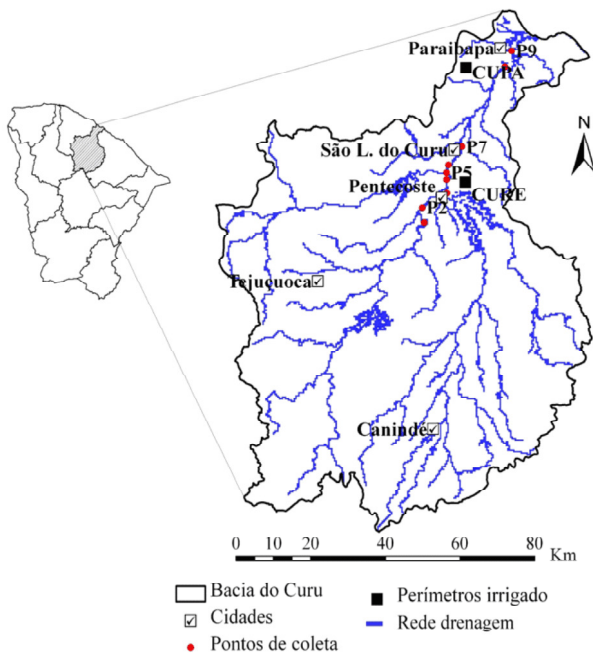 Paraibapa
P9
CUPA
N
São L. do Curu
P7
P5
Pentecoste
CURE
P2
Tejuçuoca
Canindé
0 10 20 40 60 80
Km
Bacia do Curu
Perímetros irrigado
Cidades
Rede drenagem
Pontos de coleta